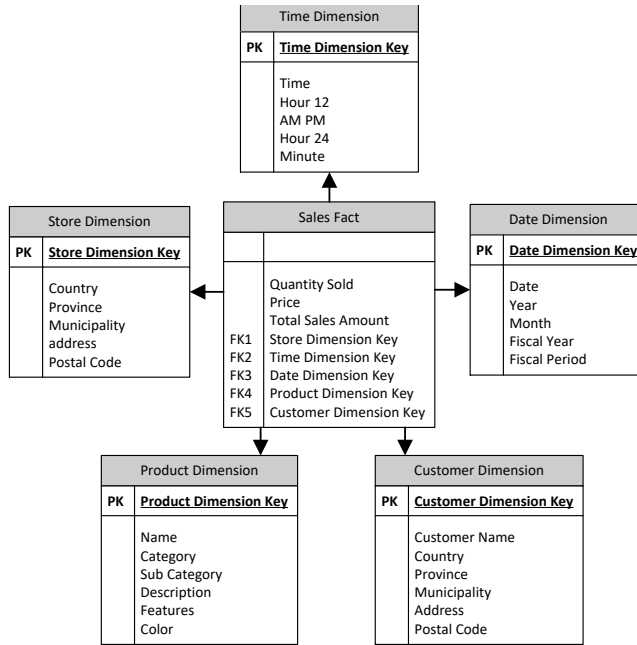 Time Dimension
PK Time Dimension Key
Time
Hour 12
AM PM
Hour 24
Minute
Store Dimension
PK Store Dimension Key
Country
Province
Municipality
address
Postal Code
Sales Fact
Quantity Sold
Price
Total Sales Amount
FK1 Store Dimension Key
FK2 Time Dimension Key
FK3 Date Dimension Key
FK4 Product Dimension Key
FK5 Customer Dimension Key
Date Dimension
PK Date Dimension Key
Date
Year
Month
Fiscal Year
Fiscal Period
Product Dimension
PK Product Dimension Key
Name
Category
Sub Category
Description
Features
Color
Customer Dimension
PK Customer Dimension Key
Customer Name
Country
Province
Municipality
Address
Postal Code